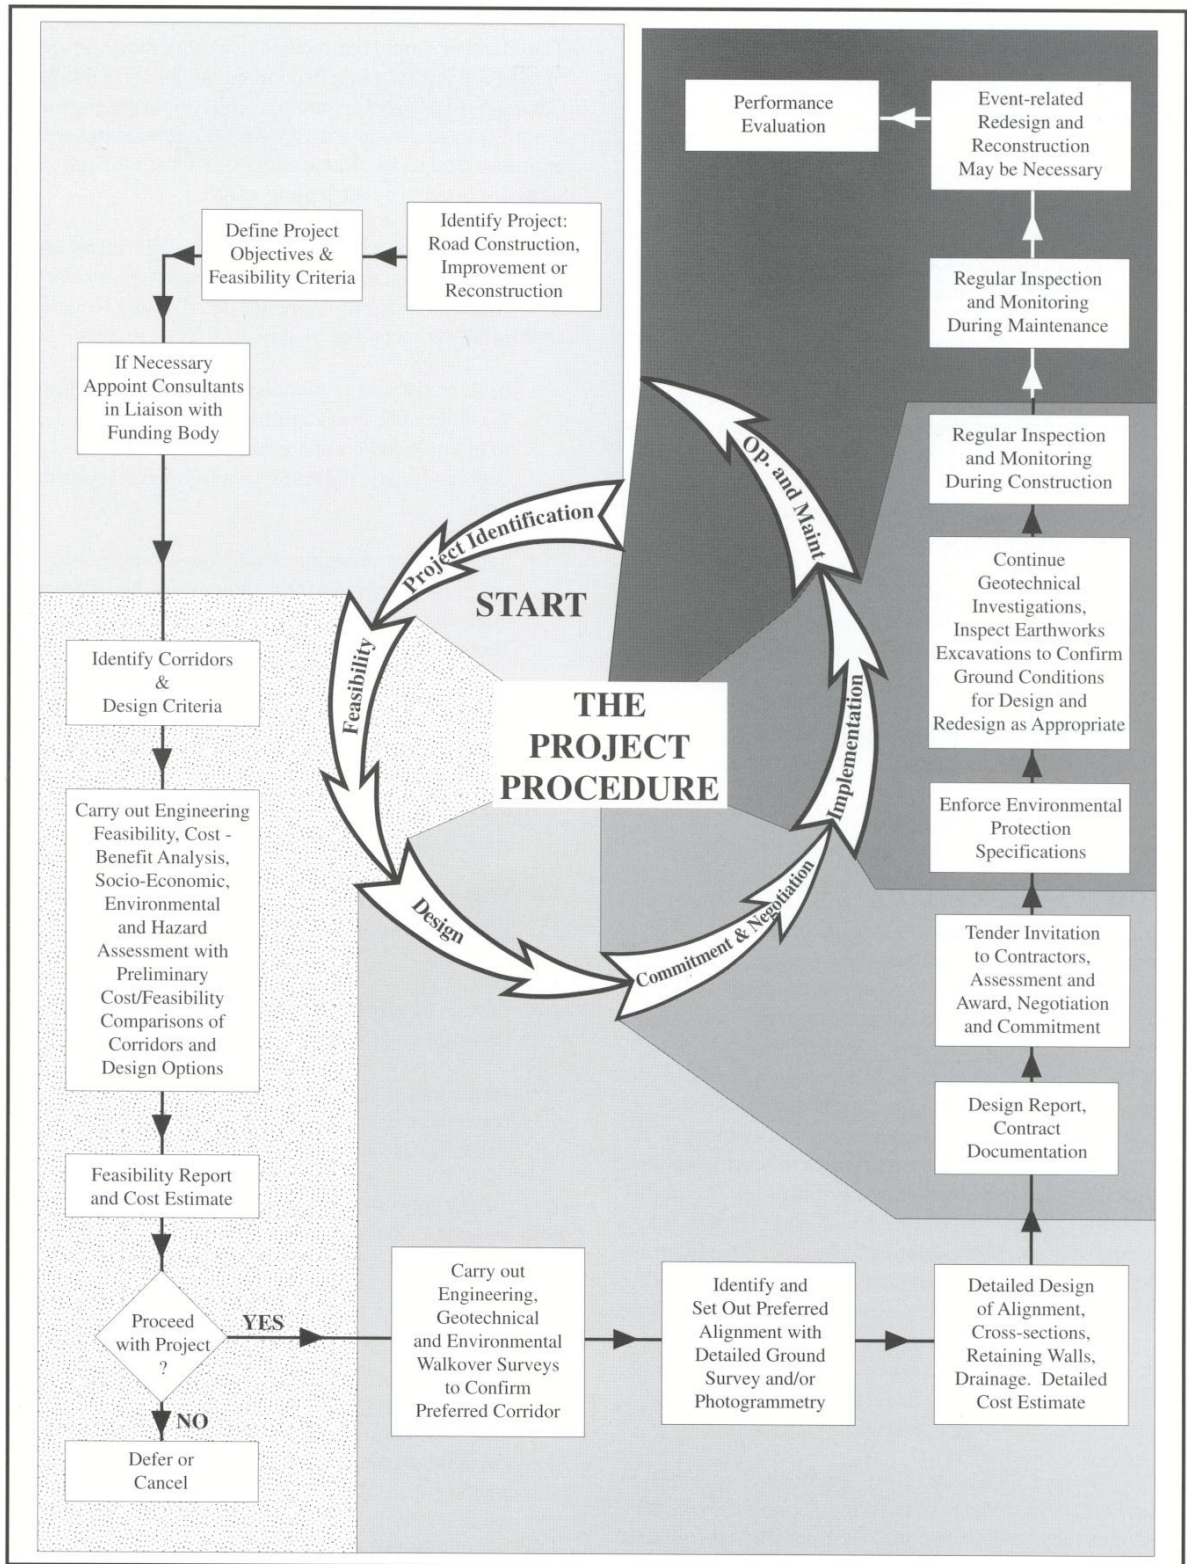 Identify Project:
Road Construction,
Improvement or
Reconstruction
Define Project
Objectives &
Feasibility Criteria
If Necessary
Appoint Consultants
in Liaison with
Funding Body
Identify Corridors
&
Design Criteria
Carry out Engineering
Feasibility, Cost -
Benefit Analysis,
Socio-Economic,
Environmental
and Hazard
Assessment with
Preliminary
Cost/Feasibility
Comparisons of
Corridors and
Design Options
Feasibility Report
and Cost Estimate
Proceed
with Project
?
YES
NO
Defer or
Cancel
Carry out
Engineering,
Geotechnical
and Environmental
Walkover Surveys
to Confirm
Preferred Corridor
Identify and
Set Out Preferred
Alignment with
Detailed Ground
Survey and/or
Photogrammetry
Detailed Design
of Alignment,
Cross-sections,
Retaining Walls,
Drainage. Detailed
Cost Estimate
Design Report,
Contract
Documentation
Tender Invitation
to Contractors,
Assessment and
Award, Negotiation
and Commitment
Enforce Environmental
Protection
Specifications
Continue
Geotechnical
Investigations,
Inspect Earthworks
Excavations to Confirm
Ground Conditions
for Design and
Redesign as Appropriate
Regular Inspection
and Monitoring
During Construction
Regular Inspection
and Monitoring
During Maintenance
Event-related
Redesign and
Reconstruction
May be Necessary
Performance
Evaluation
START
THE
PROJECT
PROCEDURE
Project Identification
Feasibility
Design
Commitment & Negotiation
Implementation
Op. and Maint